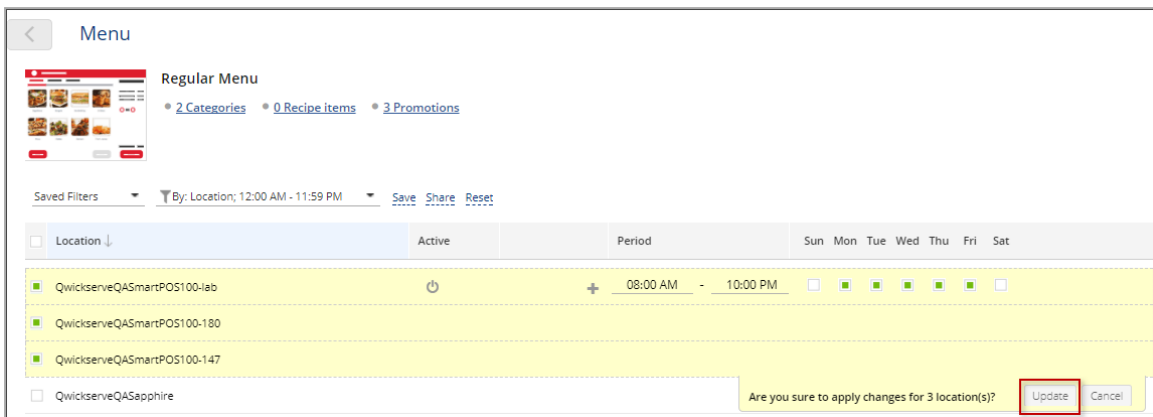 Menu
Regular Menu
2 Categories 0 Recipe items 3 Promotions
Saved Filters By: Location; 12:00 AM - 11:59 PM Save Share Reset
Location Active Period Sun Mon Tue Wed Thu Fri Sat
QwickserveQASmartPOS100-lab 08:00 AM - 10:00 PM
QwickserveQASmartPOS100-180
QwickserveQASmartPOS100-147
QwickserveQASapphire Are you sure to apply changes for 3 location(s)? Update Cancel